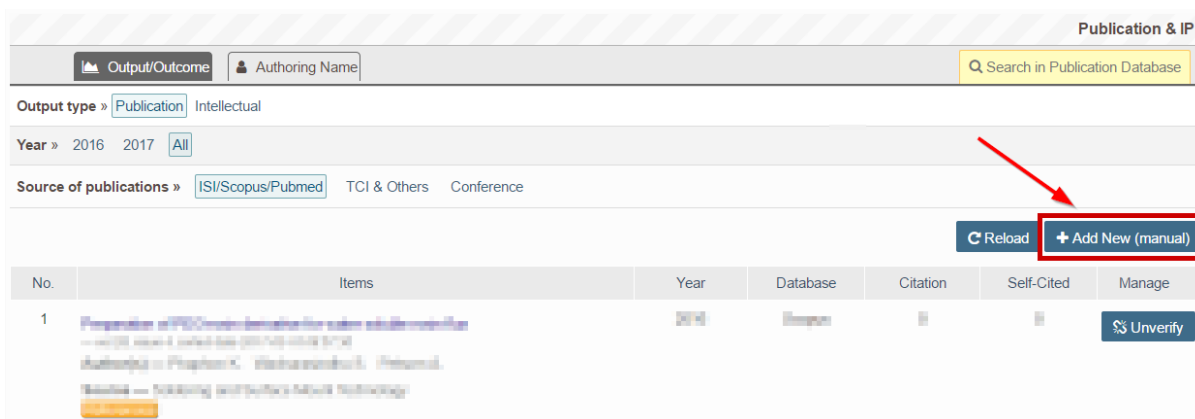 Publication & IP
Output/Outcome Authoring Name Search in Publication Database
Output type » Publication Intellectual
Year » 2016 2017 All
Source of publications » ISI/Scopus/Pubmed TCI & Others Conference
Reload + Add New (manual)
No. Items Year Database Citation Self-Cited Manage
1 Unverify